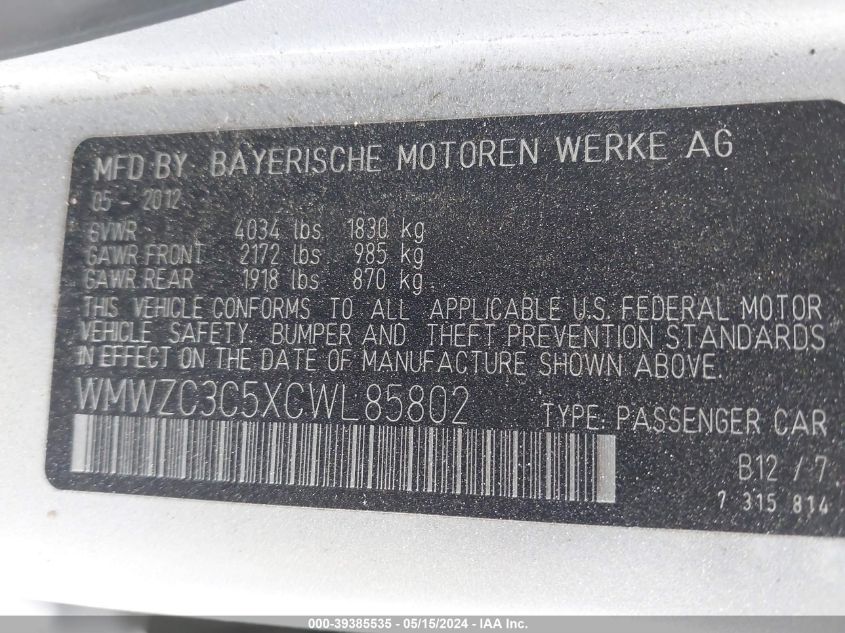 MFD BY BAYERISCHE MOTOREN WERKE AG
05 - 2012
GVWR 4034 lbs 1830 kg
GAWR FRONT 2172 lbs 985 kg
GAWR REAR 1918 lbs 870 kg
THIS VEHICLE CONFORMS TO ALL APPLICABLE U.S. FEDERAL MOTOR
VEHICLE SAFETY, BUMPER AND THEFT PREVENTION STANDARDS
IN EFFECT ON THE DATE OF MANUFACTURE SHOWN ABOVE.
WMWZC3C5XCWL85802 TYPE: PASSENGER CAR
B12 / 7
7 315 814
000-39385535 - 05/15/2024 - IAA Inc.